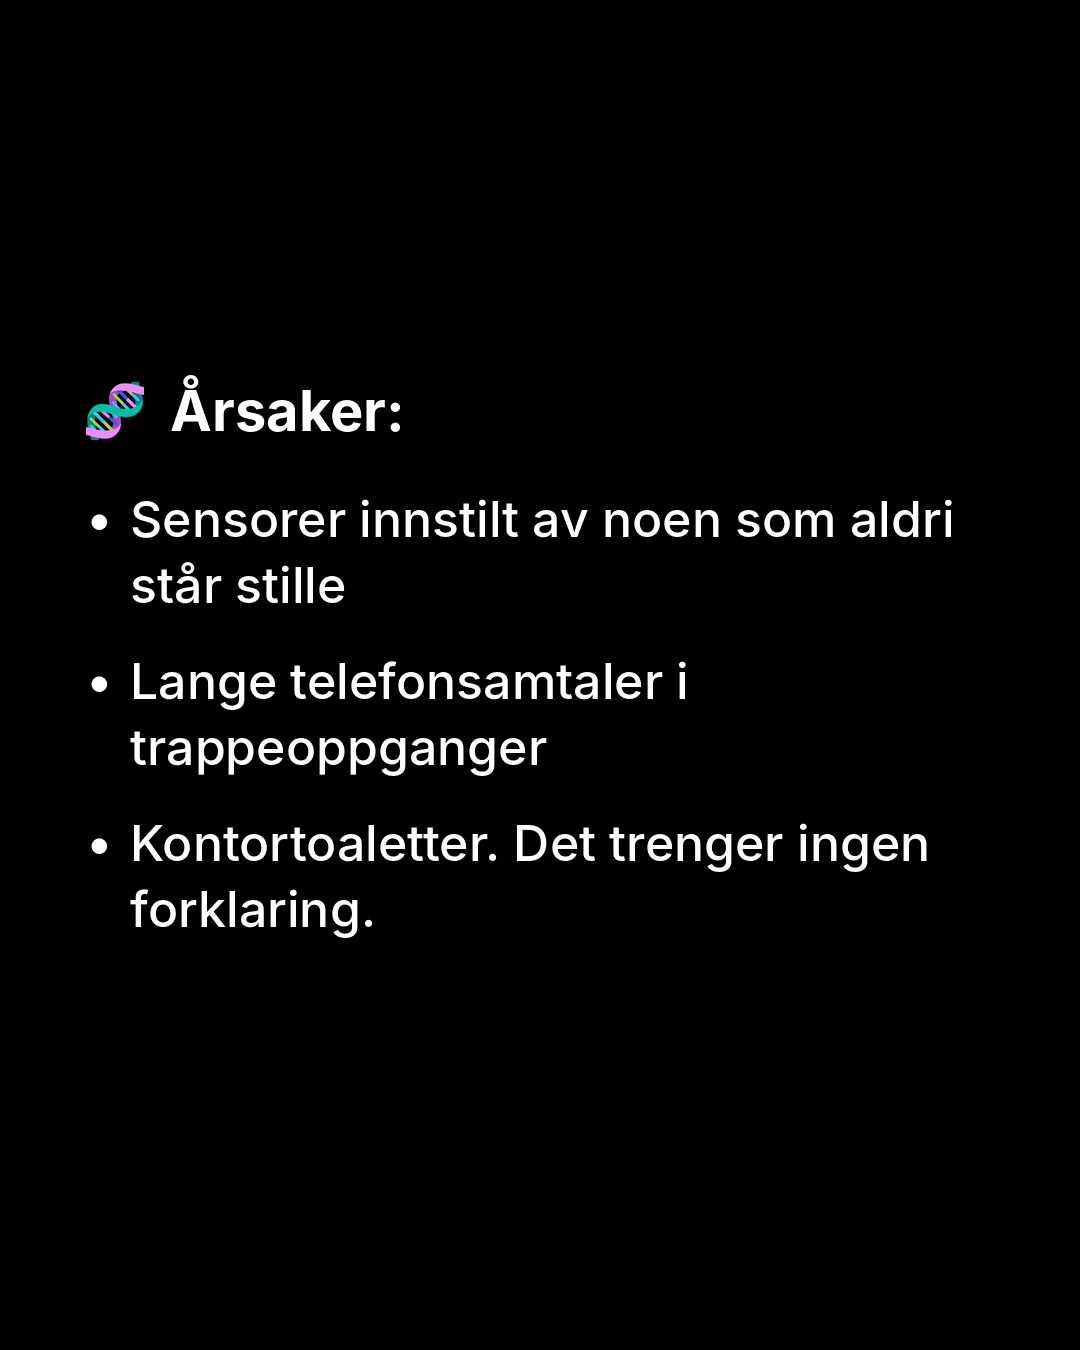 🧬 Årsaker:
• Sensorer innstilt av noen som aldri
står stille
• Lange telefonsamtaler i
trappeoppganger
• Kontortoaletter. Det trenger ingen
forklaring.